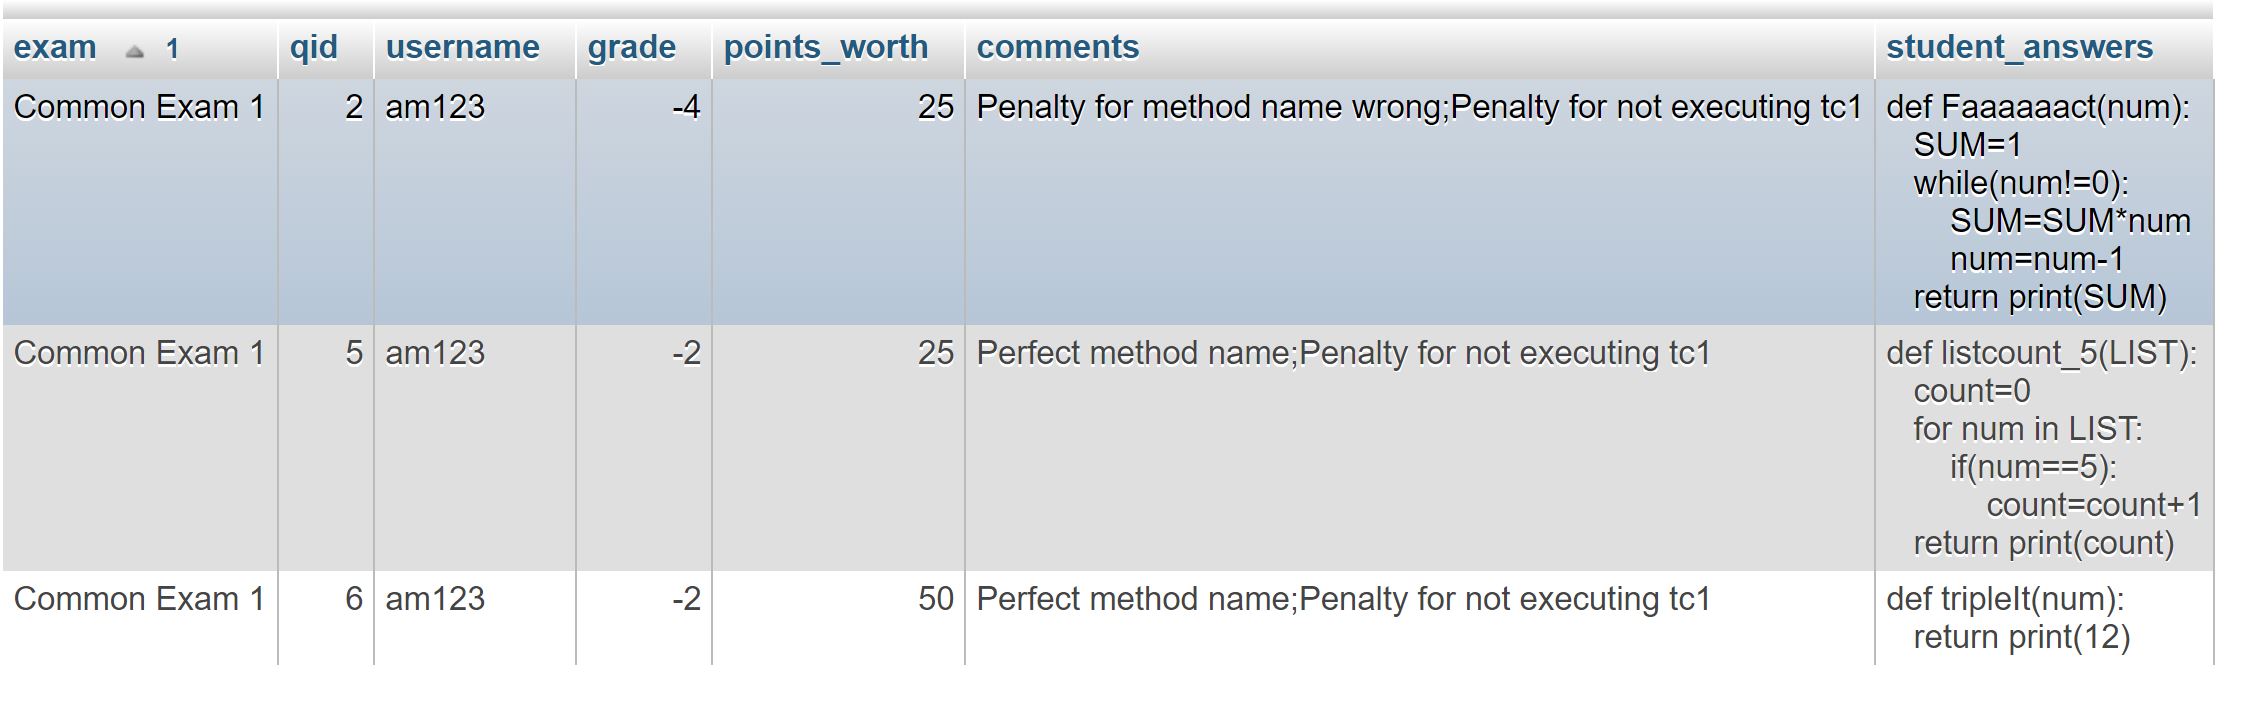 exam 1 qid username grade points_worth comments student_answers
Common Exam 1 2 am123 -4 25 Penalty for method name wrong;Penalty for not executing tc1 def Faaaaaact(num):
SUM=1
while(num!=0):
SUM=SUM*num
num=num-1
return print(SUM)
Common Exam 1 5 am123 -2 25 Perfect method name;Penalty for not executing tc1 def listcount_5(LIST):
count=0
for num in LIST:
if(num==5):
count=count+1
return print(count)
Common Exam 1 6 am123 -2 50 Perfect method name;Penalty for not executing tc1 def tripleIt(num):
return print(12)